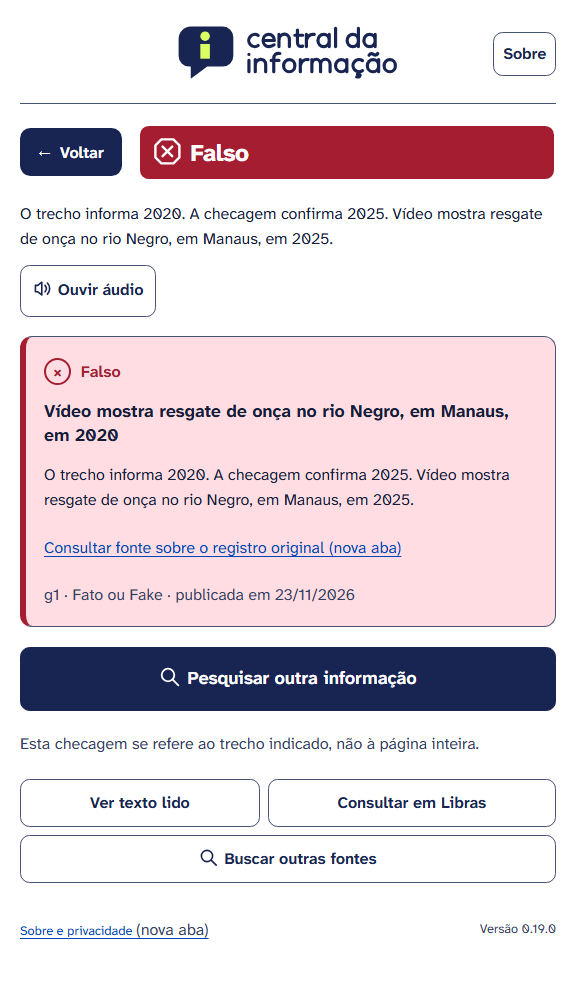 central da
informação
Sobre
← Voltar
Falso
O trecho informa 2020. A checagem confirma 2025. Vídeo mostra resgate
de onça no rio Negro, em Manaus, em 2025.
Ouvir áudio
Falso
Vídeo mostra resgate de onça no rio Negro, em Manaus,
em 2020
O trecho informa 2020. A checagem confirma 2025. Vídeo mostra
resgate de onça no rio Negro, em Manaus, em 2025.
Consultar fonte sobre o registro original (nova aba)
g1 · Fato ou Fake · publicada em 23/11/2026
Pesquisar outra informação
Esta checagem se refere ao trecho indicado, não à página inteira.
Ver texto lido
Consultar em Libras
Buscar outras fontes
Sobre e privacidade (nova aba)
Versão 0.19.0